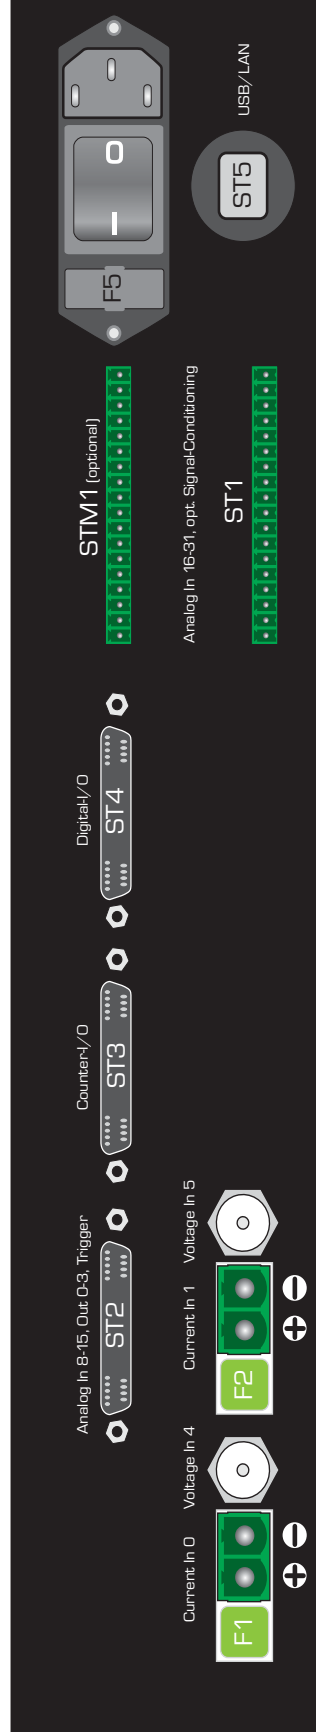 Analog In 8-15, Out 0-3, Trigger
ST2
Counter-I/O
ST3
Digital-I/O
ST4
STM1 (optional)
F5
I
O
Current In 0
F1
+
−
Voltage In 4
Current In 1
F2
+
−
Voltage In 5
Analog In 16-31, opt. Signal-Conditioning
ST1
ST5
USB/LAN